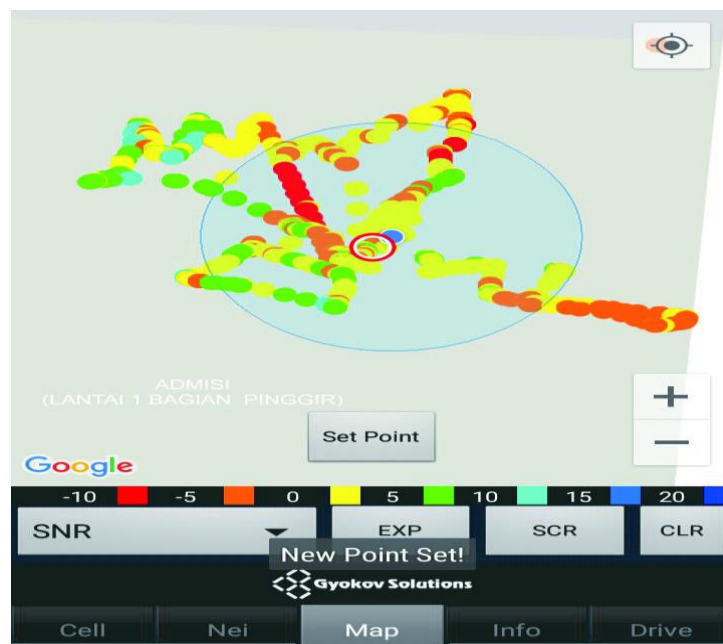 ADMISI
(LANTAI 1 BAGIAN PINGGIR)
Set Point
+
−
Google
-10 -5 0 5 10 15 20
SNR EXP SCR CLR
New Point Set!
Gyokov Solutions
Cell Nei Map Info Drive